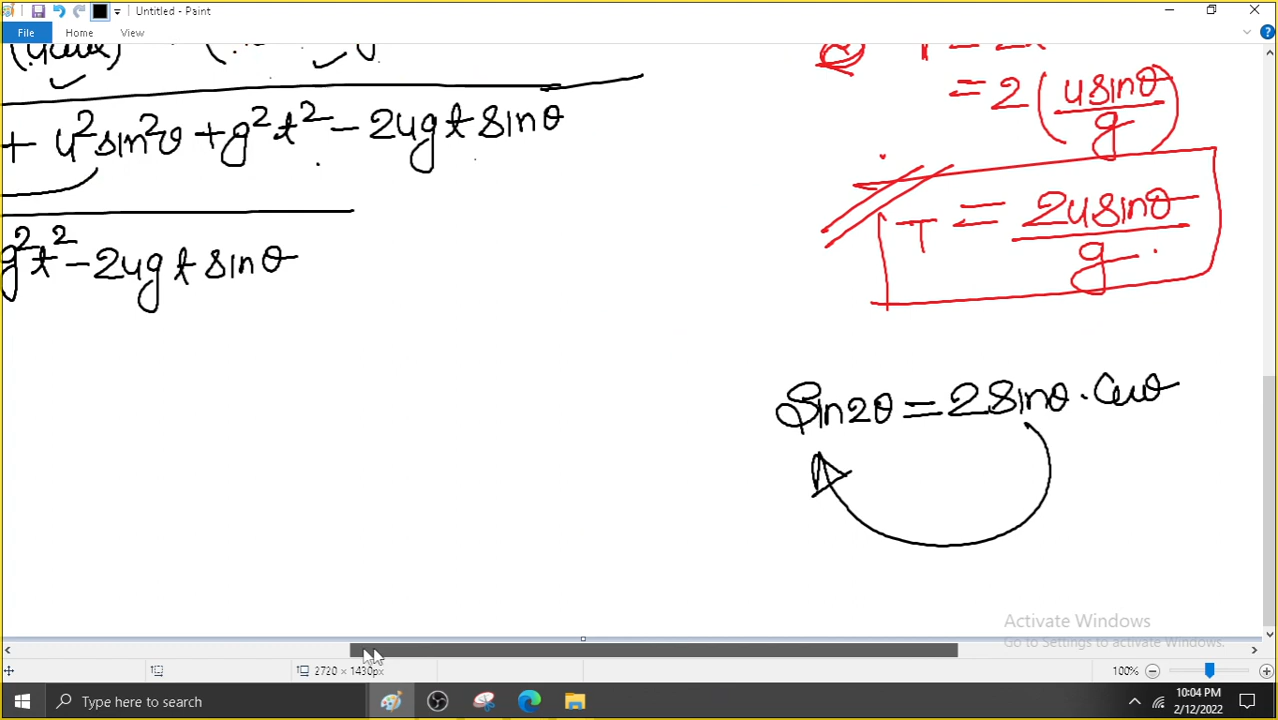 Untitled - Paint
File Home View
(ucosα)
T = 2x
= 2 (usinθ/g)
+ u²sin²θ + g²t² - 2ugt sinθ
T = 2usinθ/g
g²t² - 2ugt sinθ
Sin2θ = 2Sinθ·Cosθ
Activate Windows
Go to Settings to activate Windows.
2720 × 1430px
100%
Type here to search
10:04 PM
2/12/2022